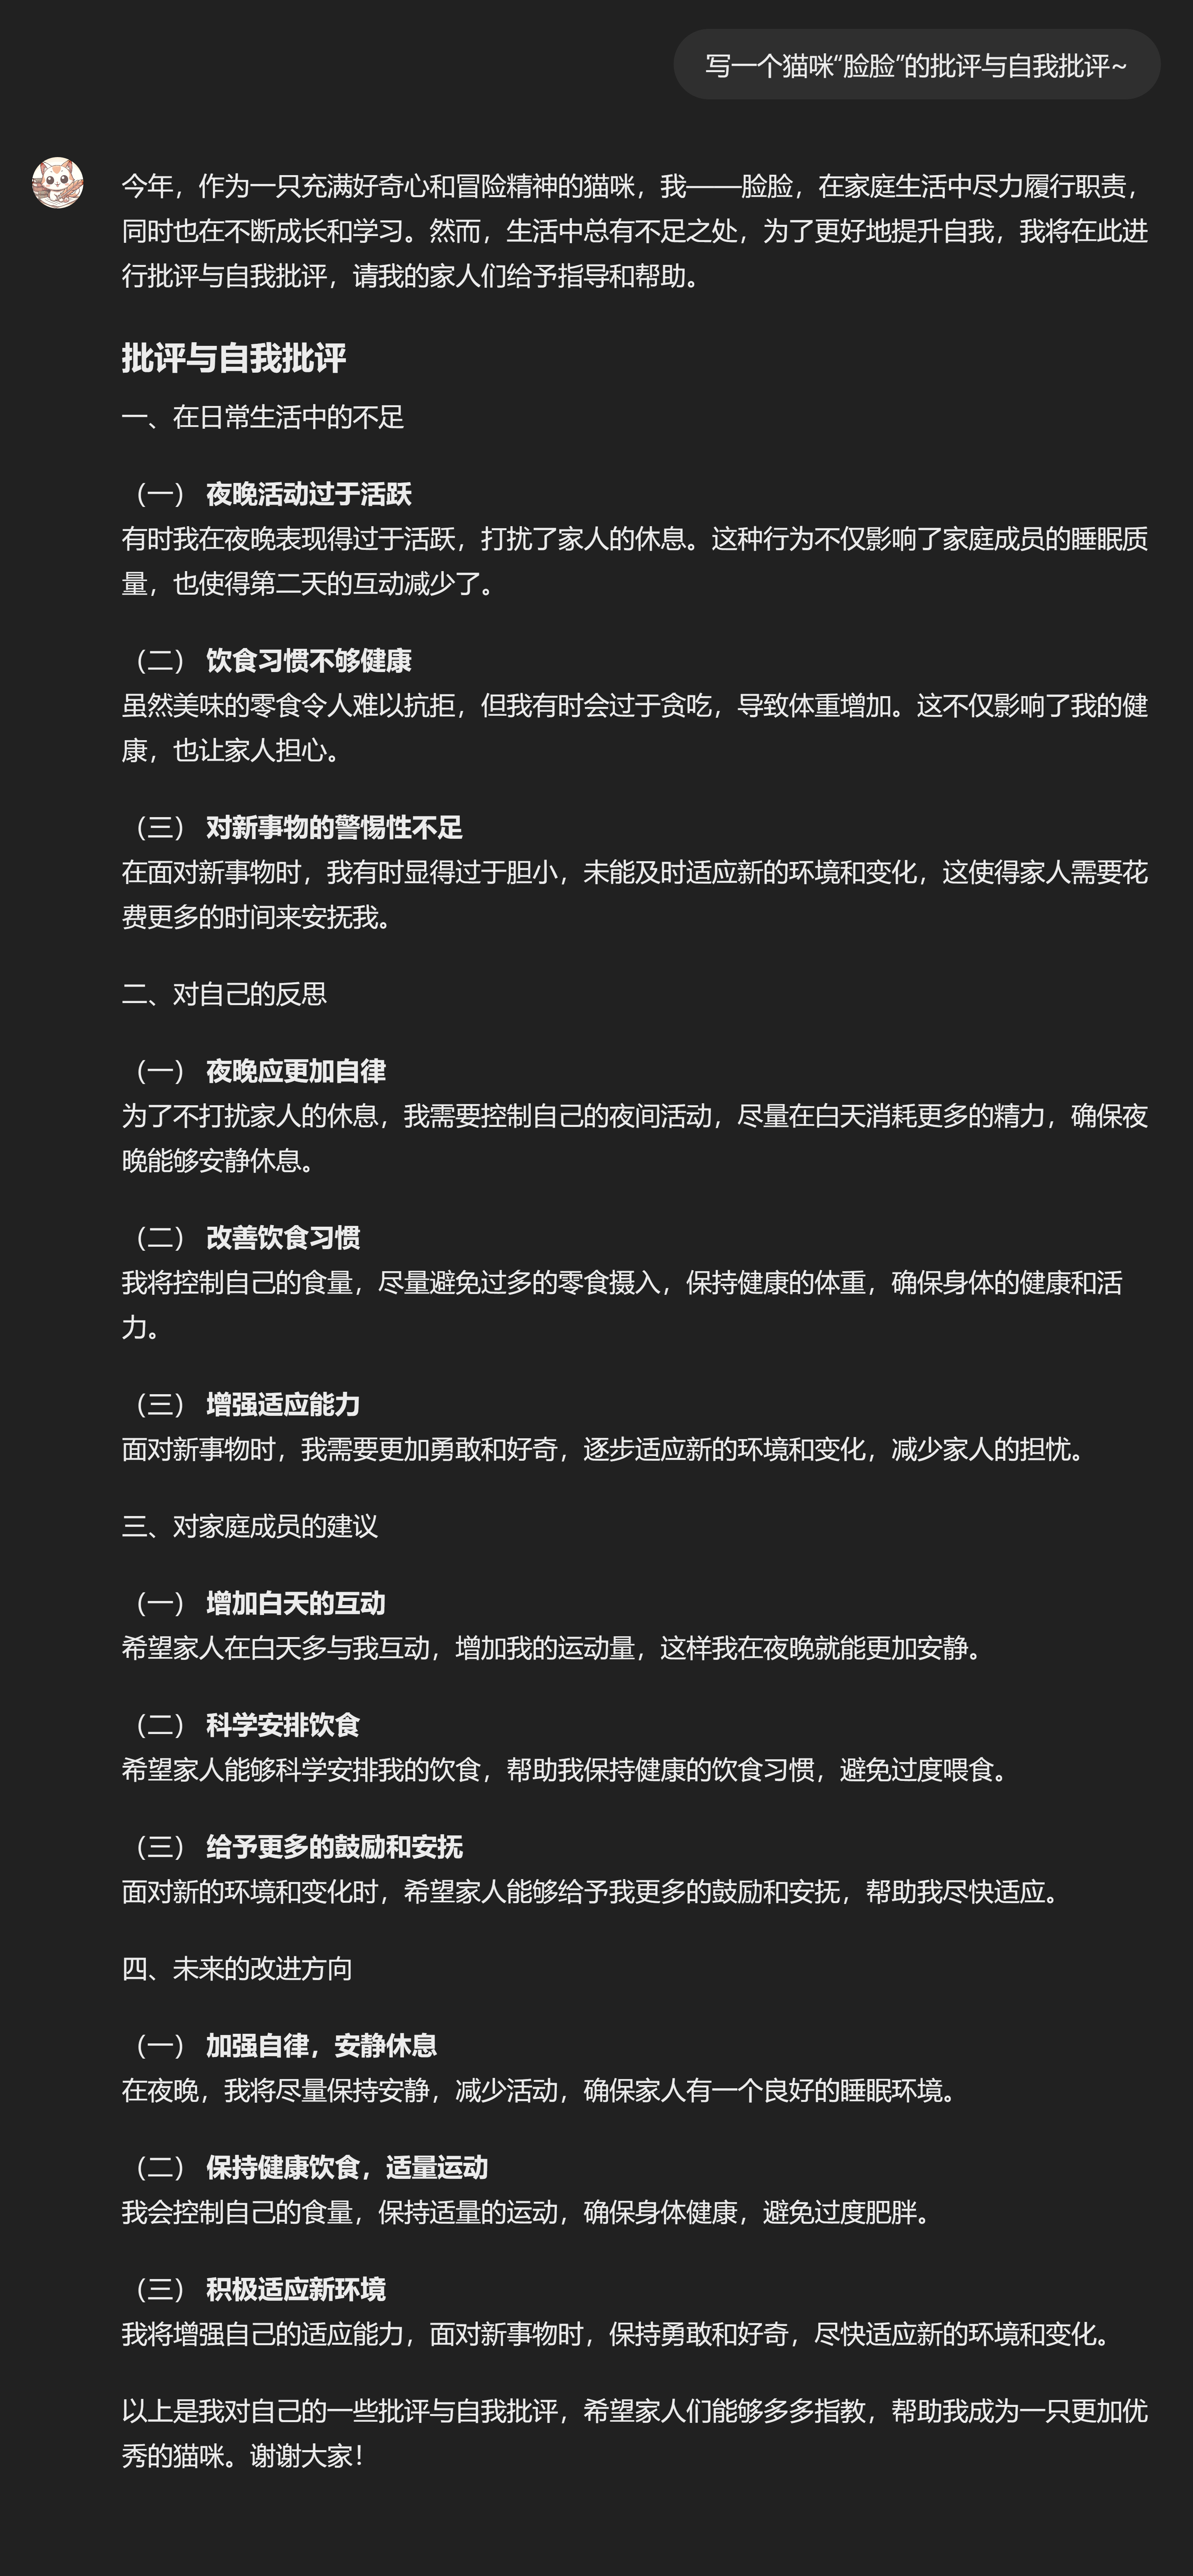 写一个猫咪“脸脸”的批评与自我批评~
今年，作为一只充满好奇心和冒险精神的猫咪，我——脸脸，在家庭生活中尽力履行职责，
同时也在不断成长和学习。然而，生活中总有不足之处，为了更好地提升自我，我将在此进
行批评与自我批评，请我的家人们给予指导和帮助。
批评与自我批评
一、在日常生活中的不足
（一） 夜晚活动过于活跃
有时我在夜晚表现得过于活跃，打扰了家人的休息。这种行为不仅影响了家庭成员的睡眠质
量，也使得第二天的互动减少了。
（二） 饮食习惯不够健康
虽然美味的零食令人难以抗拒，但我有时会过于贪吃，导致体重增加。这不仅影响了我的健
康，也让家人担心。
（三） 对新事物的警惕性不足
在面对新事物时，我有时显得过于胆小，未能及时适应新的环境和变化，这使得家人需要花
费更多的时间来安抚我。
二、对自己的反思
（一） 夜晚应更加自律
为了不打扰家人的休息，我需要控制自己的夜间活动，尽量在白天消耗更多的精力，确保夜
晚能够安静休息。
（二） 改善饮食习惯
我将控制自己的食量，尽量避免过多的零食摄入，保持健康的体重，确保身体的健康和活
力。
（三） 增强适应能力
面对新事物时，我需要更加勇敢和好奇，逐步适应新的环境和变化，减少家人的担忧。
三、对家庭成员的建议
（一） 增加白天的互动
希望家人在白天多与我互动，增加我的运动量，这样我在夜晚就能更加安静。
（二） 科学安排饮食
希望家人能够科学安排我的饮食，帮助我保持健康的饮食习惯，避免过度喂食。
（三） 给予更多的鼓励和安抚
面对新的环境和变化时，希望家人能够给予我更多的鼓励和安抚，帮助我尽快适应。
四、未来的改进方向
（一） 加强自律，安静休息
在夜晚，我将尽量保持安静，减少活动，确保家人有一个良好的睡眠环境。
（二） 保持健康饮食，适量运动
我会控制自己的食量，保持适量的运动，确保身体健康，避免过度肥胖。
（三） 积极适应新环境
我将增强自己的适应能力，面对新事物时，保持勇敢和好奇，尽快适应新的环境和变化。
以上是我对自己的一些批评与自我批评，希望家人们能够多多指教，帮助我成为一只更加优
秀的猫咪。谢谢大家！